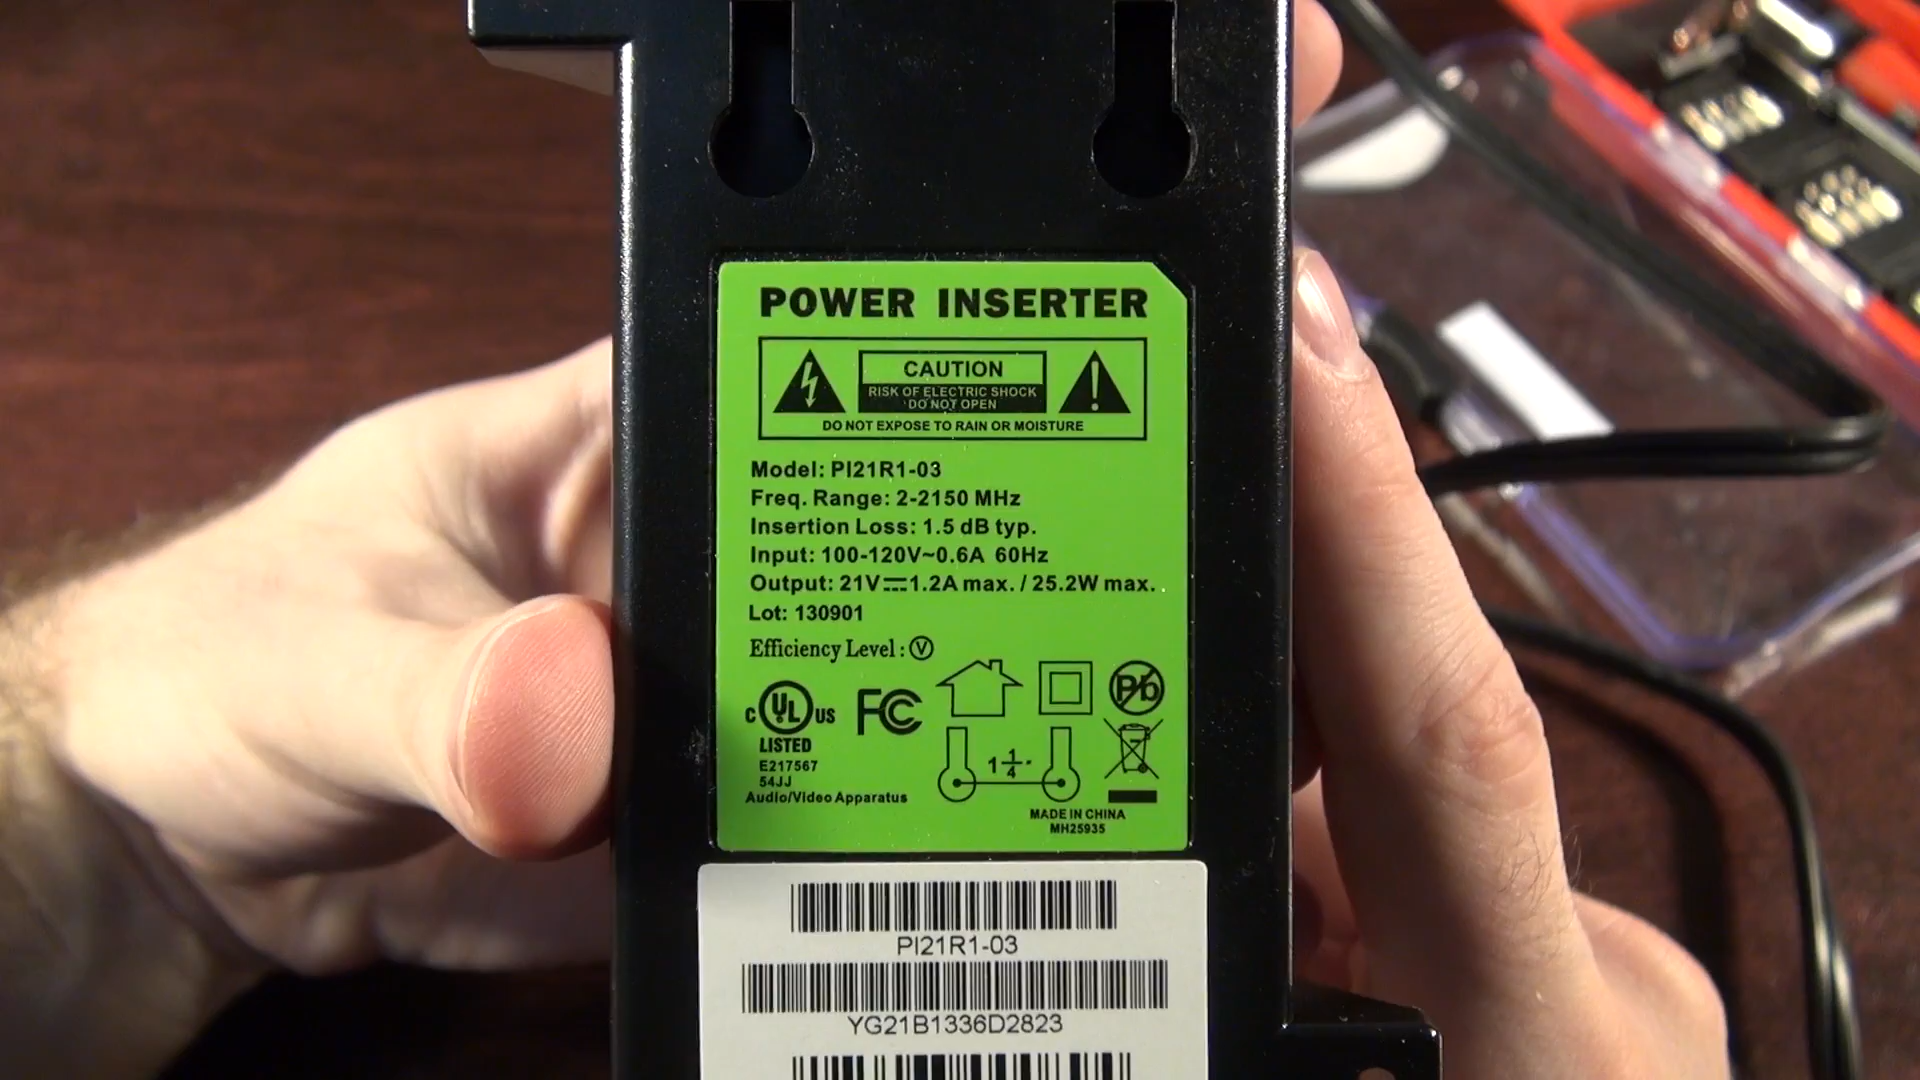 POWER INSERTER
CAUTION
RISK OF ELECTRIC SHOCK
DO NOT OPEN
DO NOT EXPOSE TO RAIN OR MOISTURE
Model: PI21R1-03
Freq. Range: 2-2150 MHz
Insertion Loss: 1.5 dB typ.
Input: 100-120V~0.6A 60Hz
Output: 21V⎓1.2A max. / 25.2W max.
Lot: 130901
Efficiency Level : Ⓥ
C UL US
LISTED
E217567
54JJ
Audio/Video Apparatus
FC
Pb
1 1/4"
MADE IN CHINA
MH25935
PI21R1-03
YG21B1336D2823